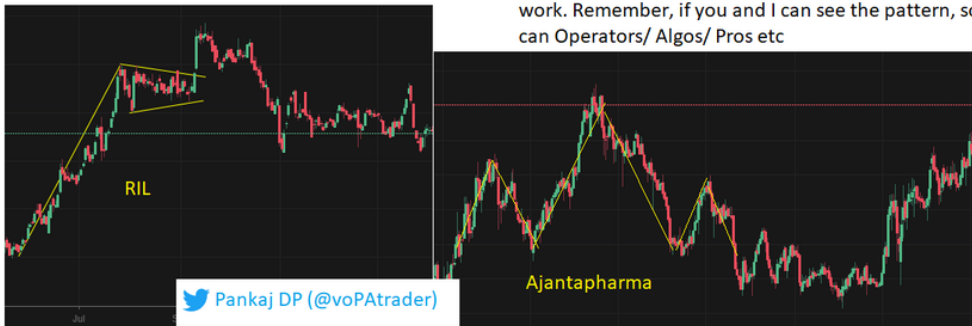 work. Remember, if you and I can see the pattern, so
can Operators/ Algos/ Pros etc
RIL
Ajantapharma
Pankaj DP (@voPAtrader)
Jul